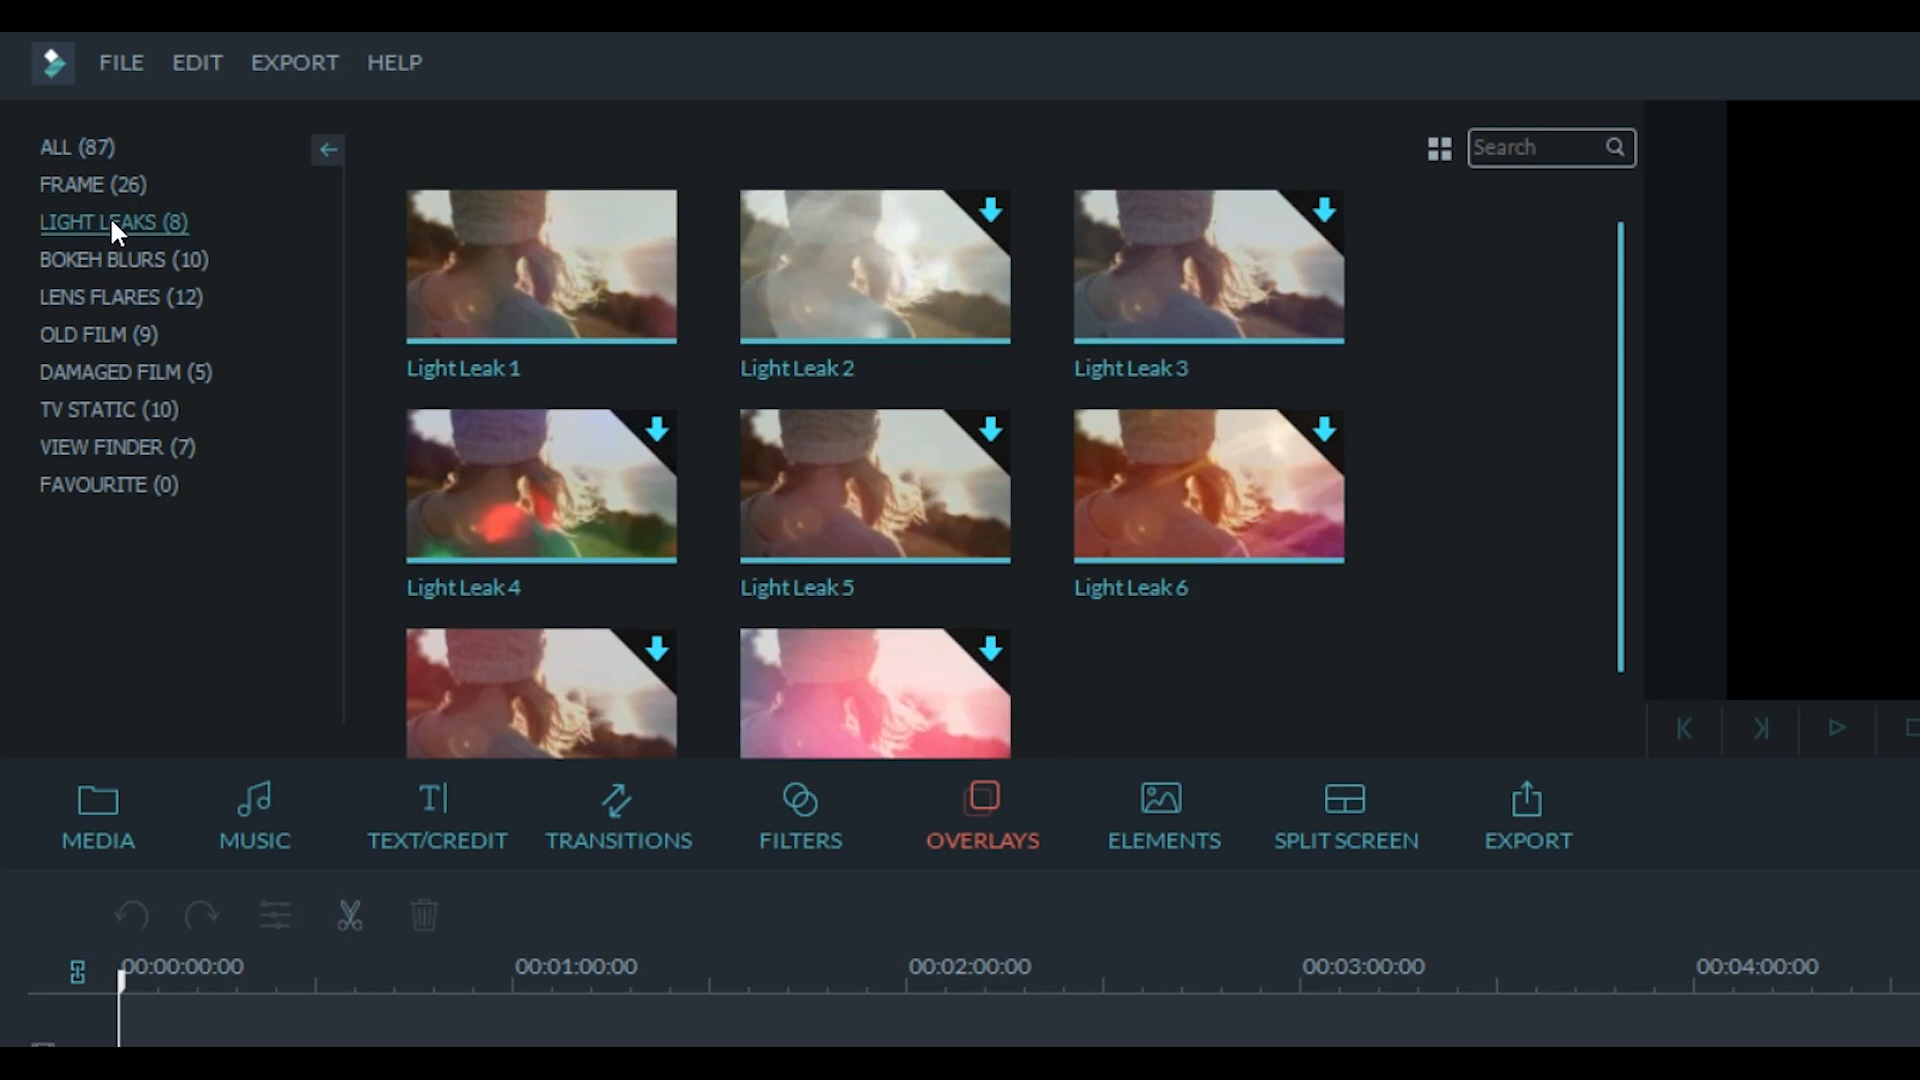 FILE EDIT EXPORT HELP
ALL (87)
FRAME (26)
LIGHT LEAKS (8)
BOKEH BLURS (10)
LENS FLARES (12)
OLD FILM (9)
DAMAGED FILM (5)
TV STATIC (10)
VIEW FINDER (7)
FAVOURITE (0)
Search
Light Leak 1 Light Leak 2 Light Leak 3
Light Leak 4 Light Leak 5 Light Leak 6
MEDIA MUSIC TEXT/CREDIT TRANSITIONS FILTERS OVERLAYS ELEMENTS SPLIT SCREEN EXPORT
00:00:00:00 00:01:00:00 00:02:00:00 00:03:00:00 00:04:00:00